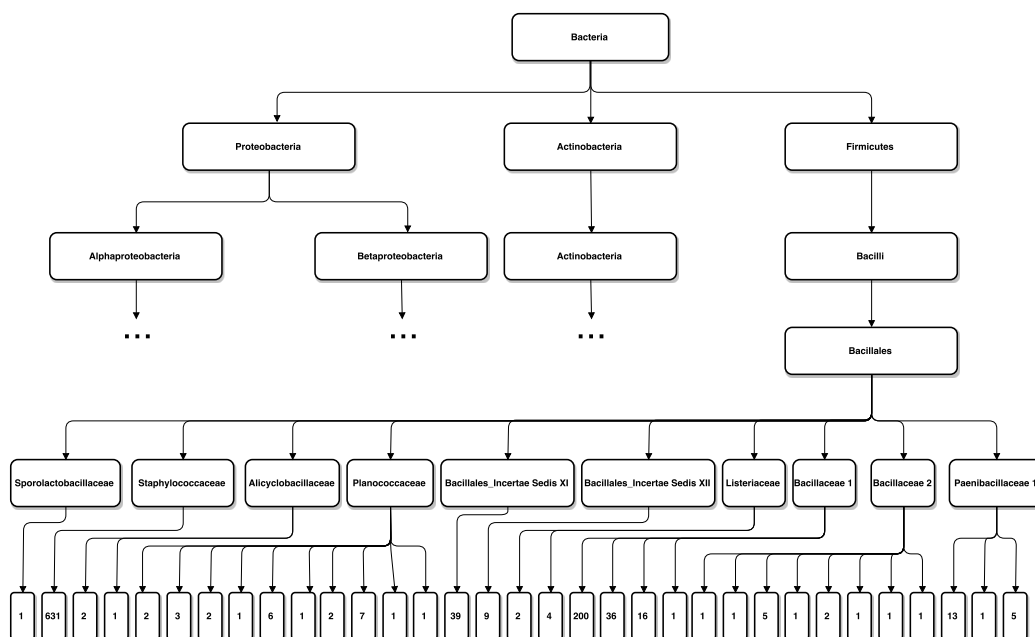 Bacteria
Proteobacteria Actinobacteria Firmicutes
Alphaproteobacteria Betaproteobacteria Actinobacteria Bacilli
... ... ...
Bacillales
Sporolactobacillaceae Staphylococcaceae Alicyclobacillaceae Planococcaceae Bacillales_Incertae Sedis XI Bacillales_Incertae Sedis XII Listeriaceae Bacillaceae 1 Bacillaceae 2 Paenibacillaceae 1
1 631 2 1 2 3 2 1 6 1 2 7 1 1 39 9 2 4 200 36 16 1 1 1 5 1 2 1 1 1 13 1 5